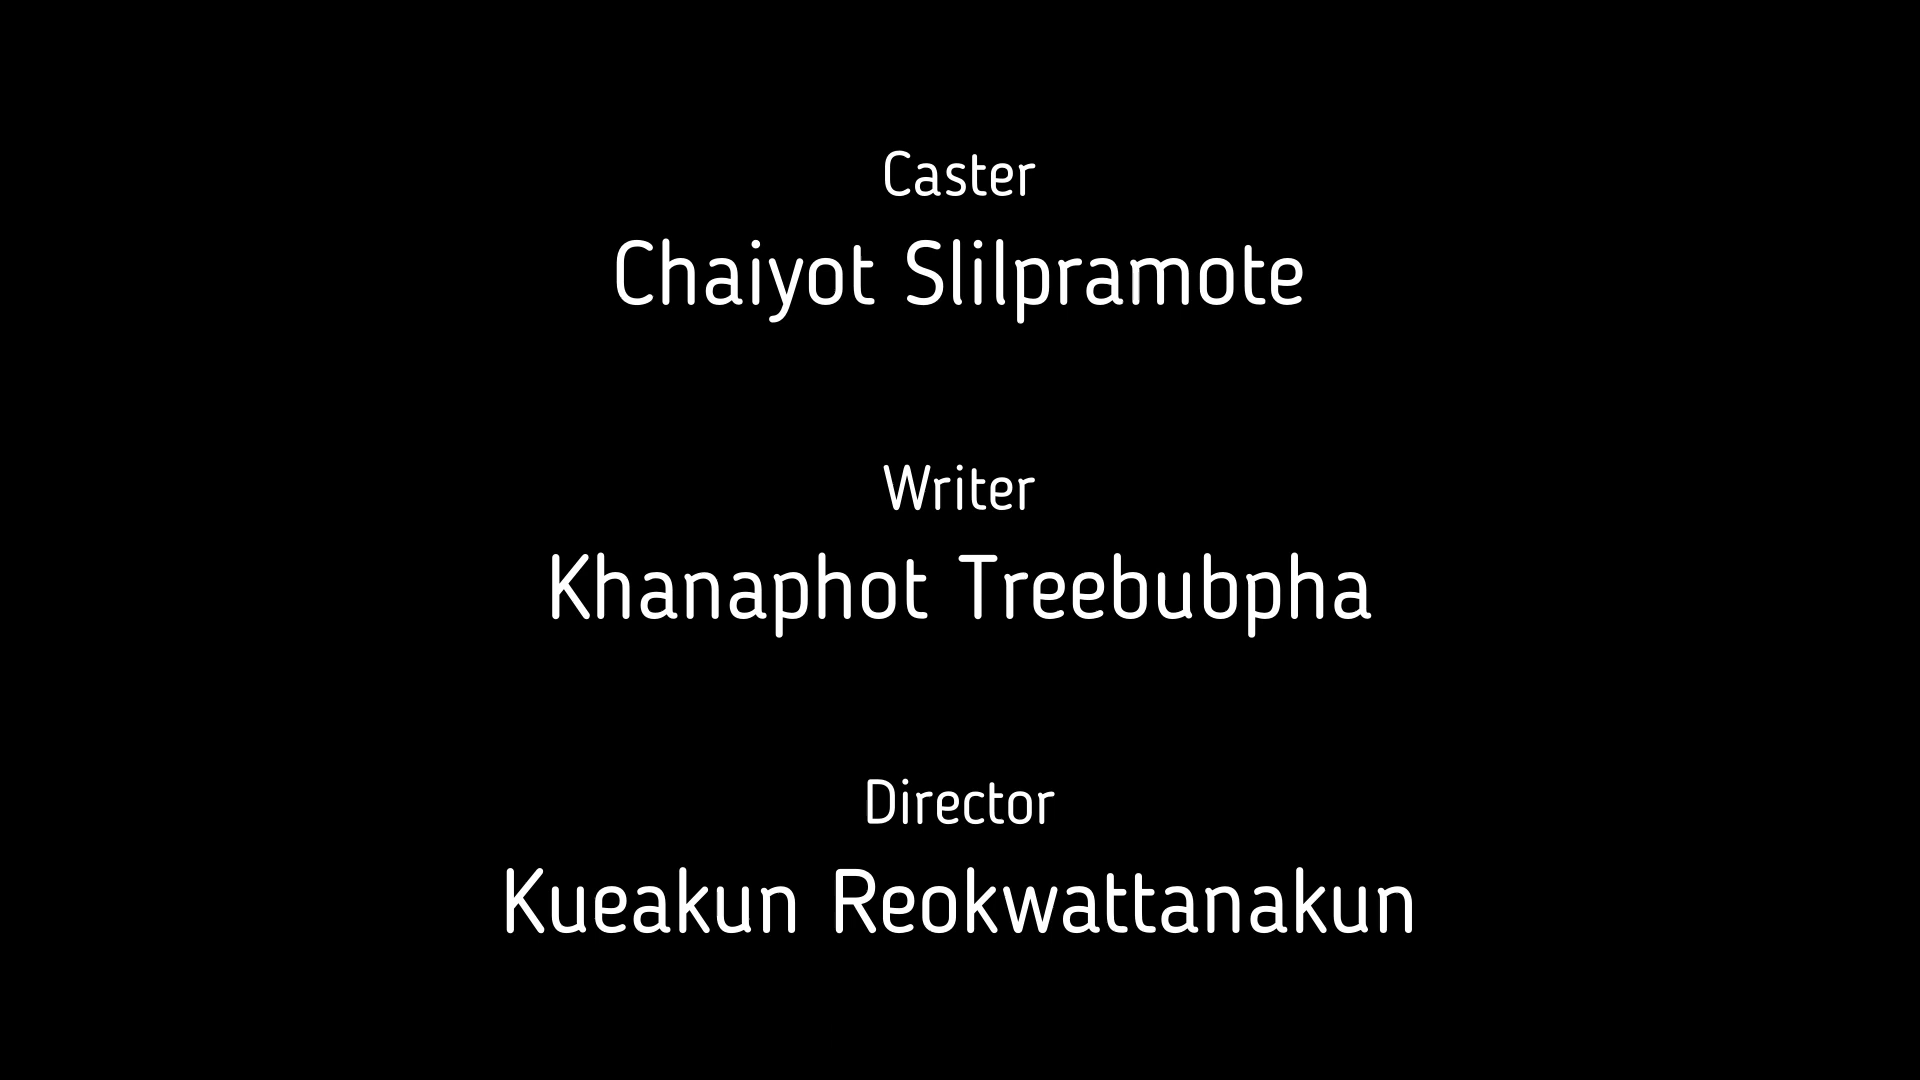 Caster
Chaiyot Slilpramote
Writer
Khanaphot Treebubpha
Director
Kueakun Reokwattanakun